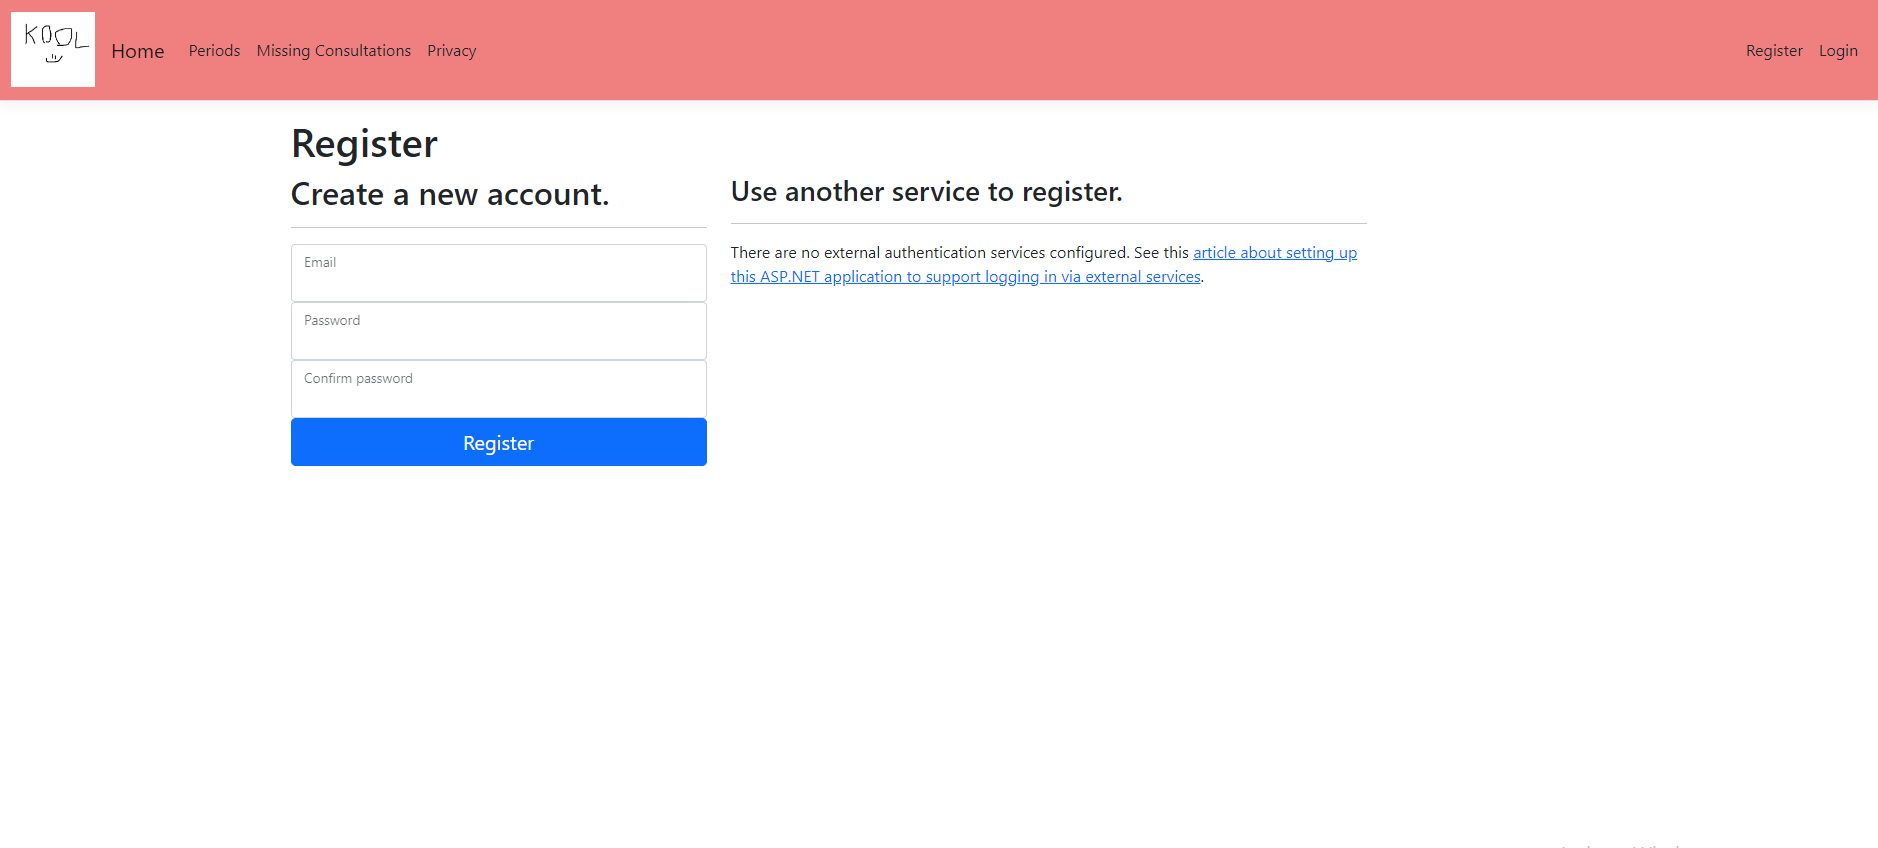 KOOL
Home Periods Missing Consultations Privacy Register Login
Register
Create a new account.
Email
Password
Confirm password
Register
Use another service to register.
There are no external authentication services configured. See this article about setting up
this ASP.NET application to support logging in via external services.